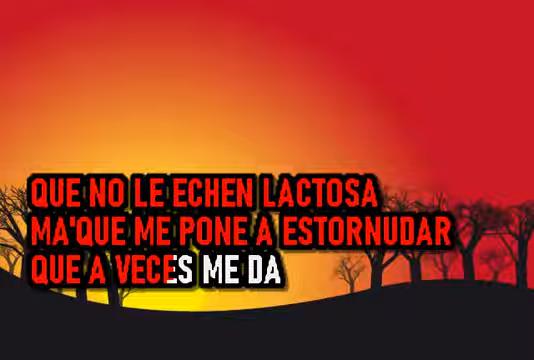 QUE NO LE ECHEN LACTOSA
MA'QUE ME PONE A ESTORNUDAR
QUE A VECES ME DA